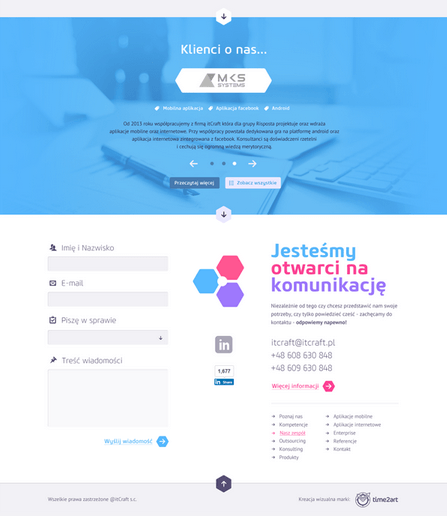 Klienci o nas...
MKS
SYSTEMS
Mobilne aplikacje Aplikacja facebook Android
Od 2013 roku współpracujemy z firmą itCraft która dla grupy Rispoota projektuje oraz wdraża
aplikacje mobilne oraz internetowe. Przy współpracy powstała dedykowana gra na platformę android oraz
aplikacja internetowa zintegrowana z facebook. Konsultanci są doświadczeni rzetelni
i cechują się ogromną wiedzą merytoryczną.
Przeczytaj więcej Zobacz wszystkie
Imię i Nazwisko
E-mail
Piszę w sprawie
Treść wiadomości
Wyślij wiadomość
in
1,677
in Share
Jesteśmy
otwarci na
komunikację
Niezależnie od tego czy chcesz przedstawić nam swoje
potrzeby, czy tylko powiedzieć cześć - zachęcamy do
kontaktu - odpowiemy napewno!
itcraft@itcraft.pl
+48 608 630 848
+48 609 630 848
Więcej informacji
Poznaj nas
Kompetencje
Nasz zespół
Outsourcing
Konsulting
Produkty
Aplikacje mobilne
Aplikacje internetowe
Enterprise
Referencje
Kontakt
Wszelkie prawa zastrzeżone @itCraft s.c.
Kreacja wizualna marki: time2art